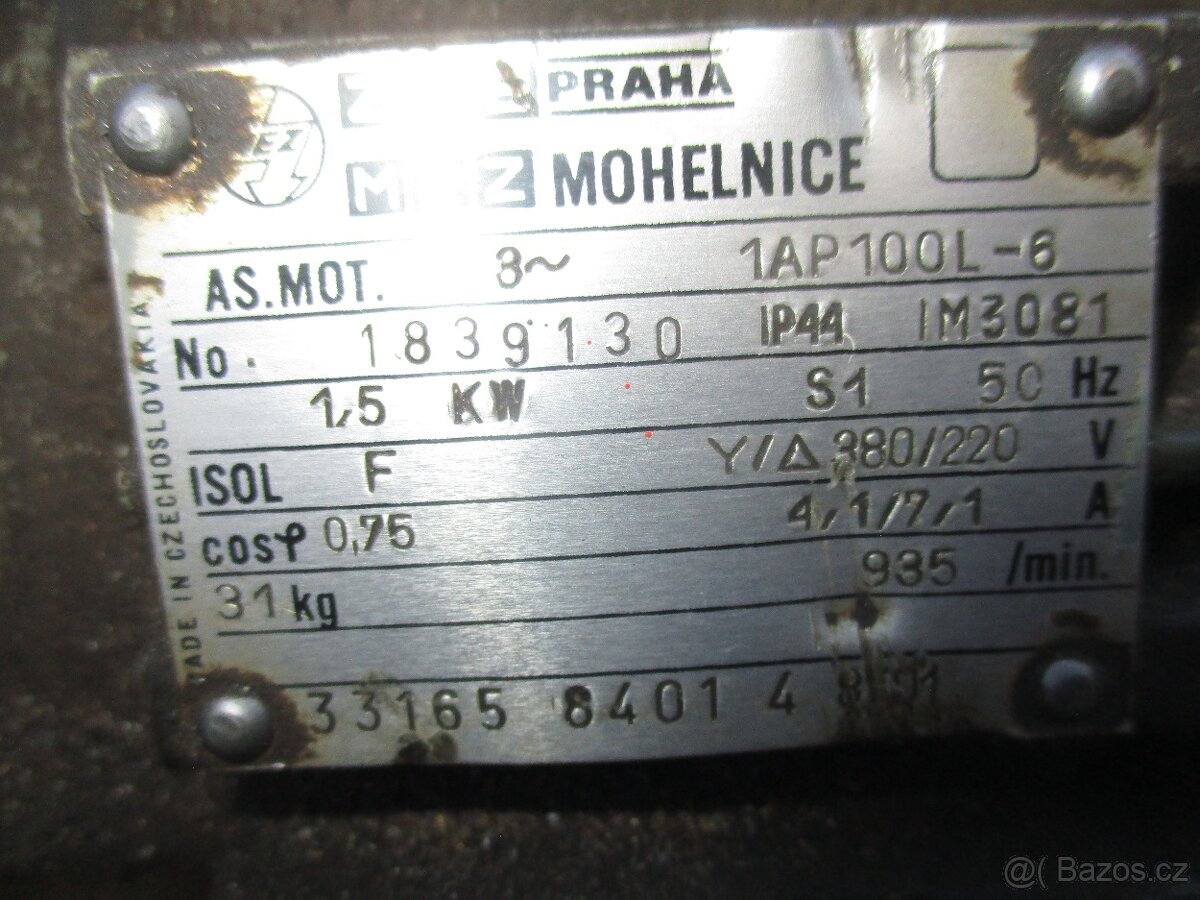 PRAHA
EZ
Z MOHELNICE
AS.MOT. 3~ 1AP100L-6
No. 1839130 IP44 IM3081
1,5 KW S1 50 Hz
ISOL F Y/Δ 380/220 V
cosφ 0,75 4,1/7,1 A
31 kg 935 /min.
33165 8401 4
MADE IN CZECHOSLOVAKIA
@( Bazos.cz